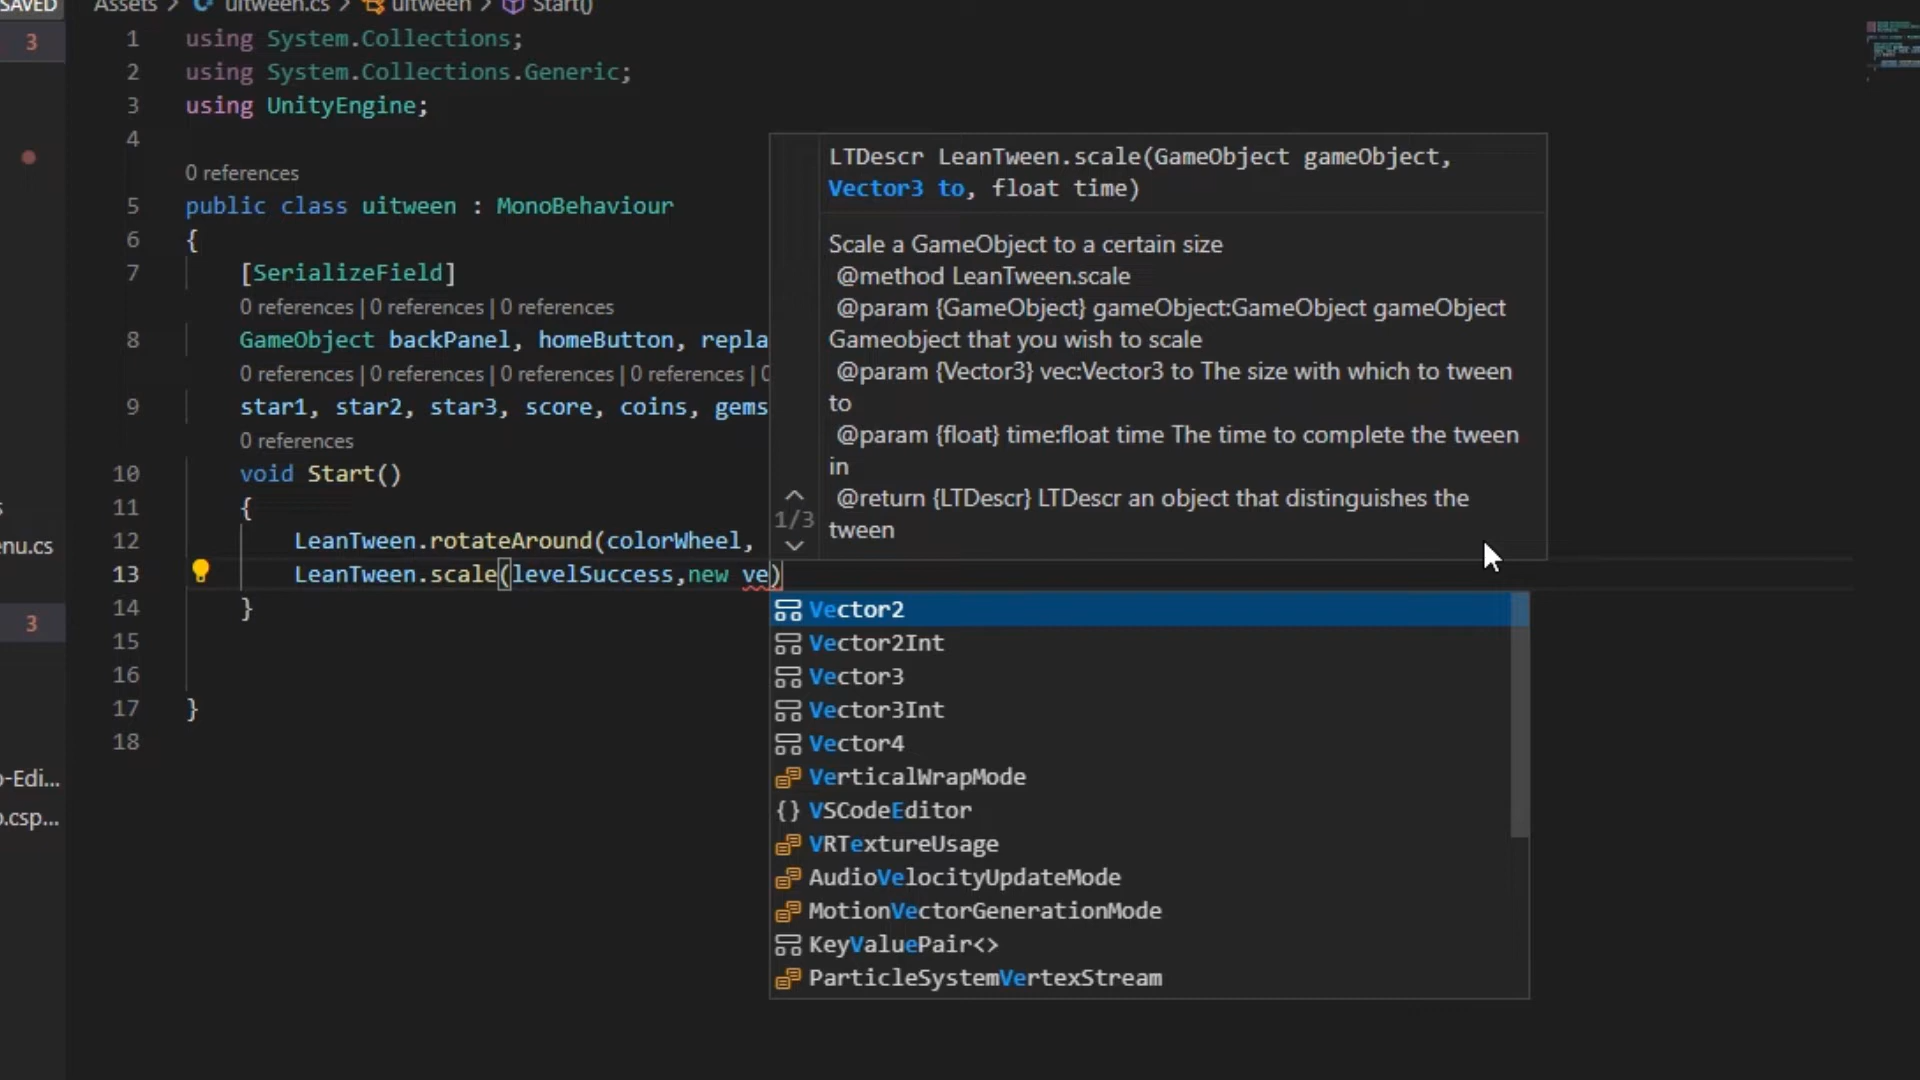 SAVED
Assets > uitween.cs > uitween > Start()
3
1 using System.Collections;
2 using System.Collections.Generic;
3 using UnityEngine;
4
0 references
5 public class uitween : MonoBehaviour
6 {
7 [SerializeField]
0 references | 0 references | 0 references
8 GameObject backPanel, homeButton, repla
0 references | 0 references | 0 references | 0 references | 0
9 star1, star2, star3, score, coins, gems
0 references
10 void Start()
11 {
12 LeanTween.rotateAround(colorWheel,
13 LeanTween.scale(levelSuccess,new ve)
14 }
15
16
17 }
18
LTDescr LeanTween.scale(GameObject gameObject,
Vector3 to, float time)
Scale a GameObject to a certain size
@method LeanTween.scale
@param {GameObject} gameObject:GameObject gameObject
Gameobject that you wish to scale
@param {Vector3} vec:Vector3 to The size with which to tween
to
@param {float} time:float time The time to complete the tween
in
@return {LTDescr} LTDescr an object that distinguishes the
tween
1/3
Vector2
Vector2Int
Vector3
Vector3Int
Vector4
VerticalWrapMode
{} VSCodeEditor
VRTextureUsage
AudioVelocityUpdateMode
MotionVectorGenerationMode
KeyValuePair<>
ParticleSystemVertexStream
s
enu.cs
3
o-Edi...
o.csp...